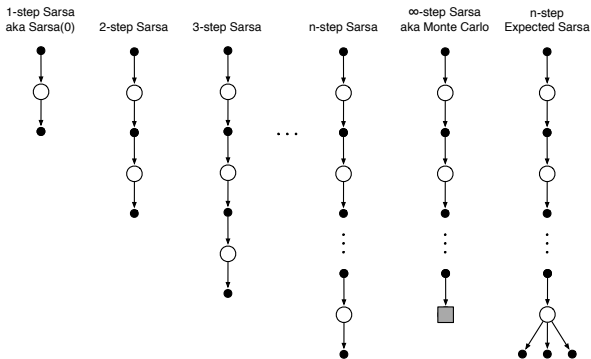 1-step Sarsa
aka Sarsa(0)
2-step Sarsa
3-step Sarsa
n-step Sarsa
∞-step Sarsa
aka Monte Carlo
n-step
Expected Sarsa